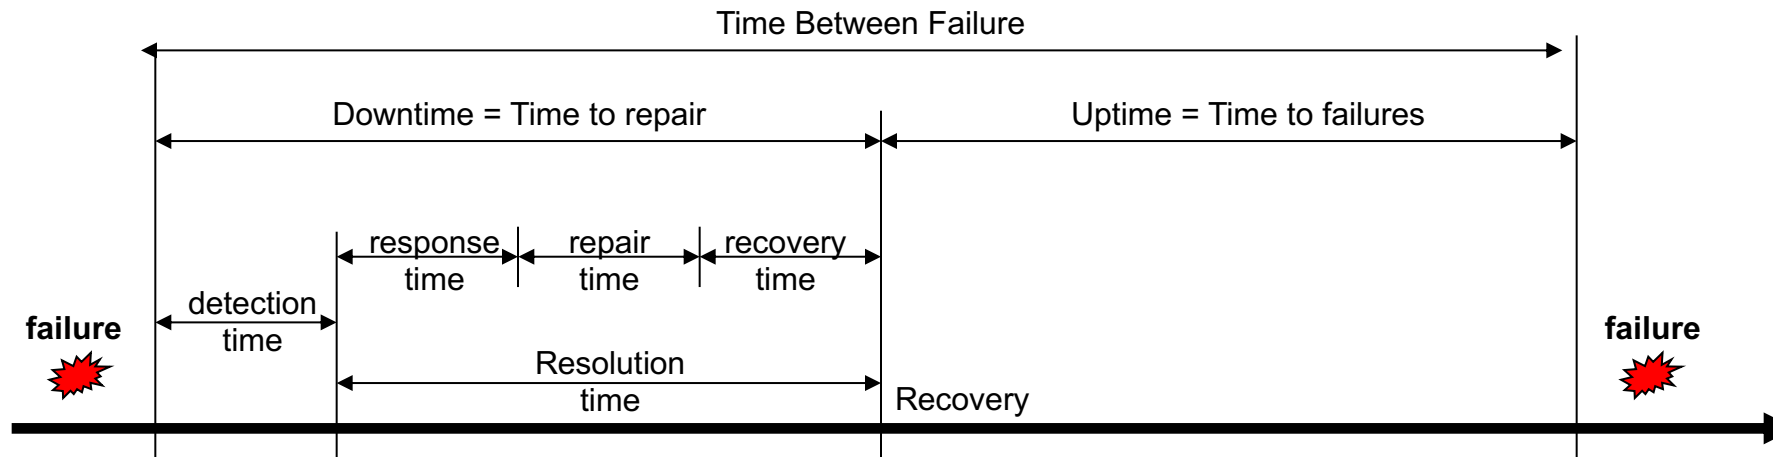 Time Between Failure
Downtime = Time to repair
Uptime = Time to failures
response
time
repair
time
recovery
time
detection
time
failure
failure
Resolution
time
Recovery